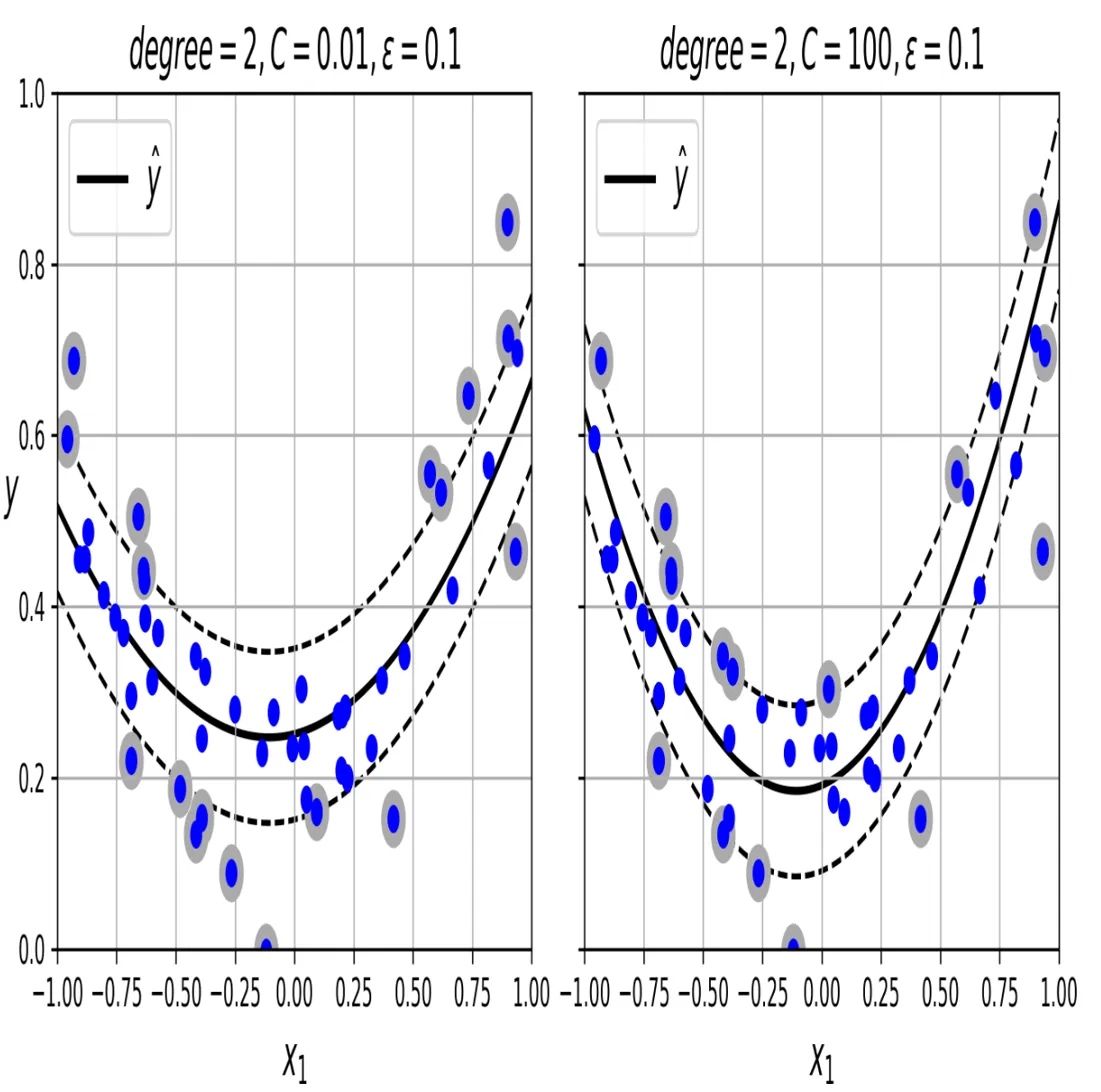 degree = 2, C = 0.01, ε = 0.1
degree = 2, C = 100, ε = 0.1
ŷ
ŷ
1.0
0.8
0.6
0.4
0.2
0.0
y
−1.00 −0.75 −0.50 −0.25 0.00 0.25 0.50 0.75 1.00
−1.00 −0.75 −0.50 −0.25 0.00 0.25 0.50 0.75 1.00
x₁
x₁